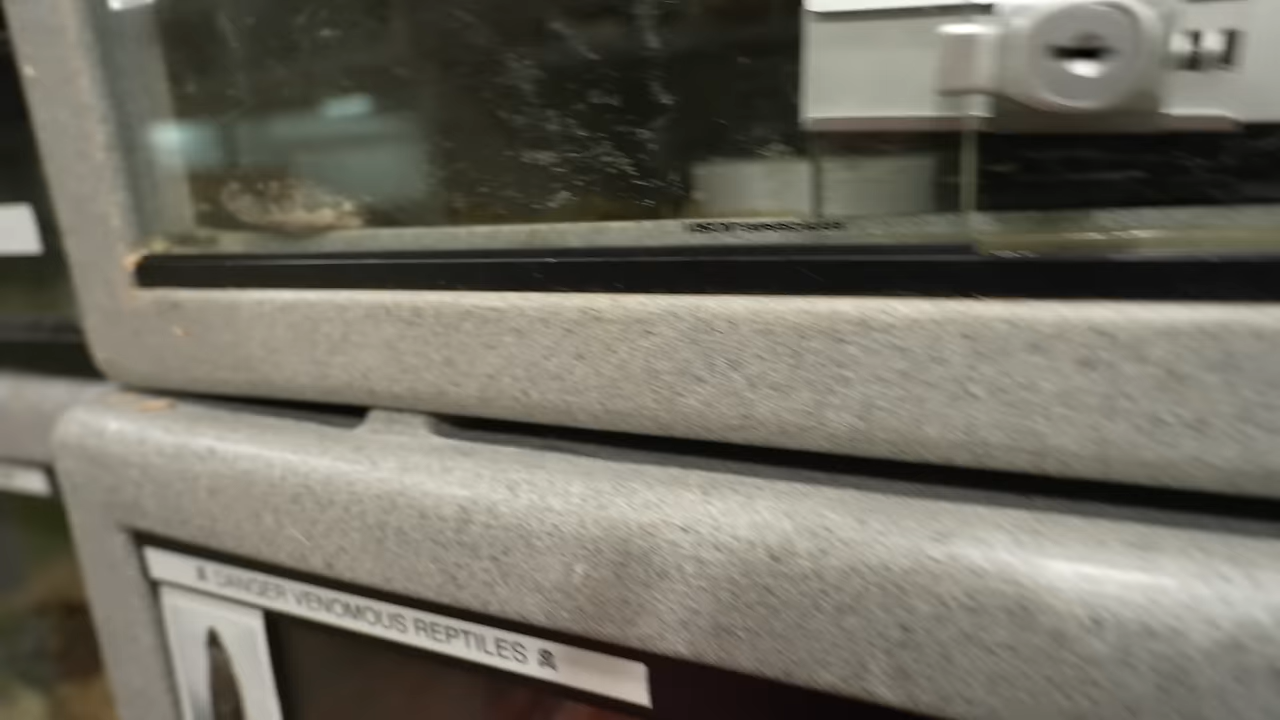 ☠ DANGER VENOMOUS REPTILES ☠